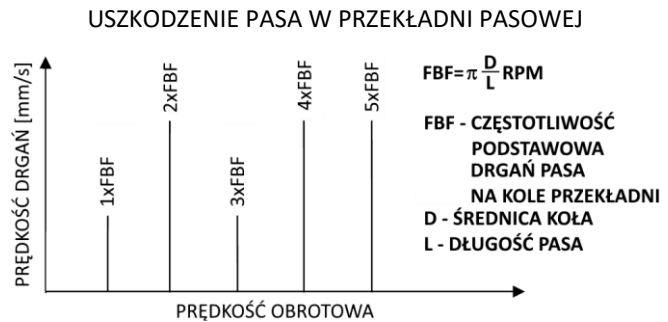 USZKODZENIE PASA W PRZEKŁADNI PASOWEJ
PRĘDKOŚĆ DRGAŃ [mm/s]
1xFBF
2xFBF
3xFBF
4xFBF
5xFBF
PRĘDKOŚĆ OBROTOWA
FBF=π D/L RPM
FBF - CZĘSTOTLIWOŚĆ
PODSTAWOWA
DRGAŃ PASA
NA KOLE PRZEKŁADNI
D - ŚREDNICA KOŁA
L - DŁUGOŚĆ PASA